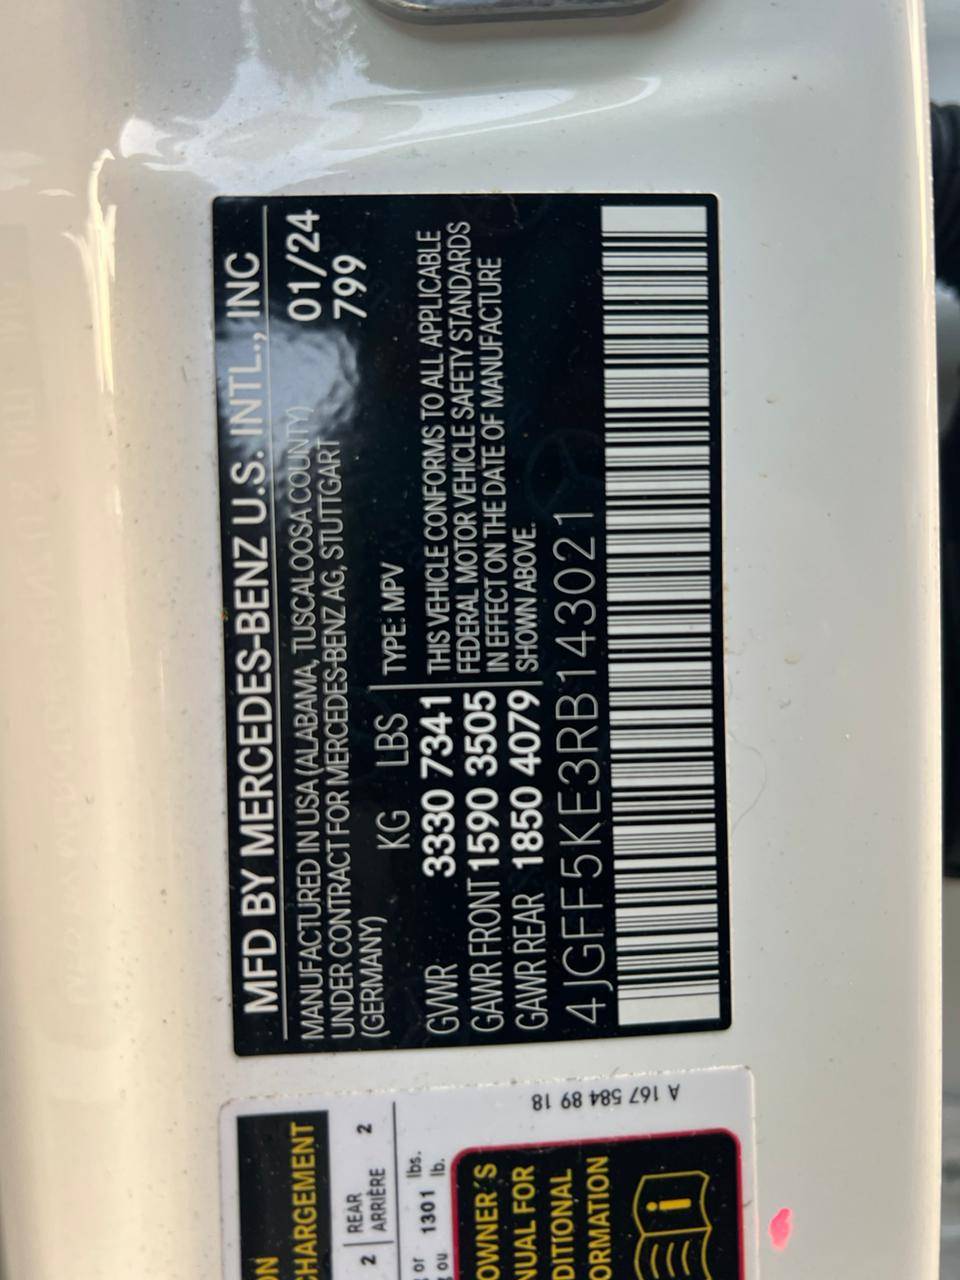 MFD BY MERCEDES-BENZ U.S. INTL., INC
MANUFACTURED IN USA (ALABAMA, TUSCALOOSA COUNTY) 01/24
UNDER CONTRACT FOR MERCEDES-BENZ AG, STUTTGART 799
(GERMANY)
KG LBS TYPE: MPV
GVWR 3330 7341 THIS VEHICLE CONFORMS TO ALL APPLICABLE
GAWR FRONT 1590 3505 FEDERAL MOTOR VEHICLE SAFETY STANDARDS
IN EFFECT ON THE DATE OF MANUFACTURE
GAWR REAR 1850 4079 SHOWN ABOVE.
4JGFF5KE3RB143021
A 167 584 89 18
CHARGEMENT
2 REAR 2
ARRIÈRE
or 1301 lbs.
ou lb.
OWNER'S
FOR